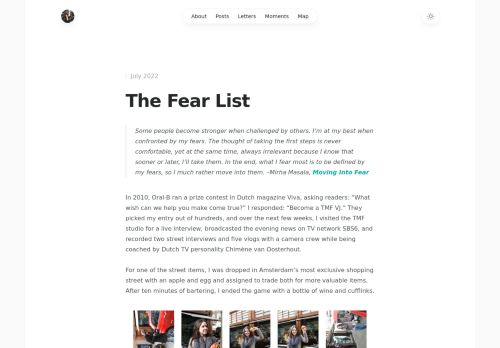 About Posts Letters Moments Map
July 2022
The Fear List
Some people become stronger when challenged by others. I'm at my best when
confronted by my fears. The thought of taking the first steps is never
comfortable, yet at the same time, always irrelevant because I know that
sooner or later, I'll take them. In the end, what I fear most is to be defined by
my fears, so I much rather move into them. –Mirha Masala, Moving Into Fear
In 2010, Oral-B ran a prize contest in Dutch magazine Viva, asking readers: "What
wish can we help you make come true?" I responded: "Become a TMF VJ." They
picked my entry out of hundreds, and over the next few weeks, I visited the TMF
studio for a live interview, broadcasted the evening news on TV network SBS6, and
recorded two street interviews and five vlogs with a camera crew while being
coached by Dutch TV personality Chimène van Oosterhout.
For one of the street items, I was dropped in Amsterdam's most exclusive shopping
street with an apple and egg and assigned to trade both for more valuable items.
After ten minutes of bartering, I ended the game with a bottle of wine and cufflinks.